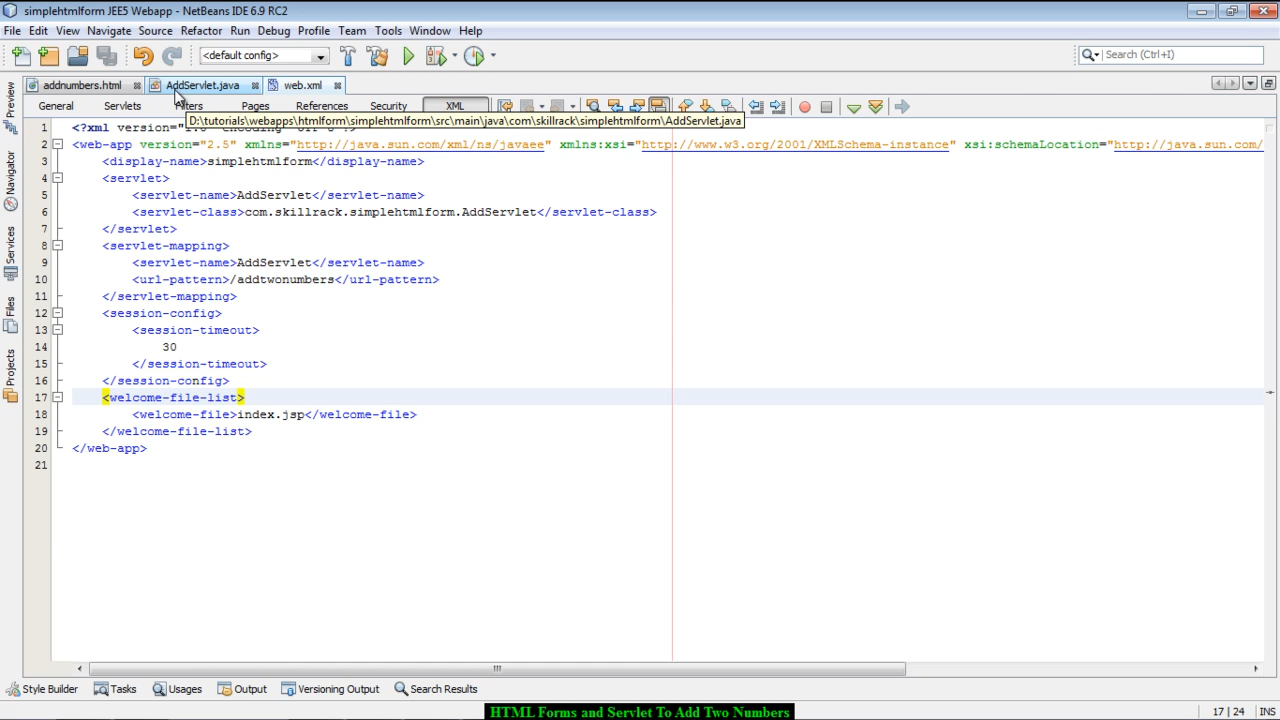 simplehtmlform JEE5 Webapp - NetBeans IDE 6.9 RC2
File Edit View Navigate Source Refactor Run Debug Profile Team Tools Window Help
<default config> Search (Ctrl+I)
addnumbers.html AddServlet.java web.xml
General Servlets Filters Pages References Security XML
D:\tutorials\webapps\htmlform\simplehtmlform\src\main\java\com\skillrack\simplehtmlform\AddServlet.java
1 <?xml version=
2 <web-app version="2.5" xmlns="http://java.sun.com/xml/ns/javaee" xmlns:xsi="http://www.w3.org/2001/XMLSchema-instance" xsi:schemaLocation="http://java.sun.com/
3 <display-name>simplehtmlform</display-name>
4 <servlet>
5 <servlet-name>AddServlet</servlet-name>
6 <servlet-class>com.skillrack.simplehtmlform.AddServlet</servlet-class>
7 </servlet>
8 <servlet-mapping>
9 <servlet-name>AddServlet</servlet-name>
10 <url-pattern>/addtwonumbers</url-pattern>
11 </servlet-mapping>
12 <session-config>
13 <session-timeout>
14 30
15 </session-timeout>
16 </session-config>
17 <welcome-file-list>
18 <welcome-file>index.jsp</welcome-file>
19 </welcome-file-list>
20 </web-app>
21
Preview
Navigator
Services
Files
Projects
Style Builder Tasks Usages Output Versioning Output Search Results
HTML Forms and Servlet To Add Two Numbers
17 | 24 INS